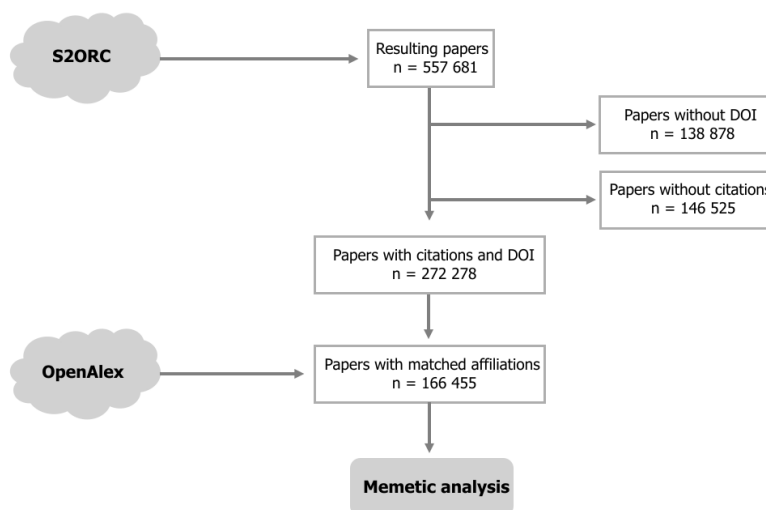 S2ORC
Resulting papers
n = 557 681
Papers without DOI
n = 138 878
Papers without citations
n = 146 525
Papers with citations and DOI
n = 272 278
OpenAlex
Papers with matched affiliations
n = 166 455
Memetic analysis